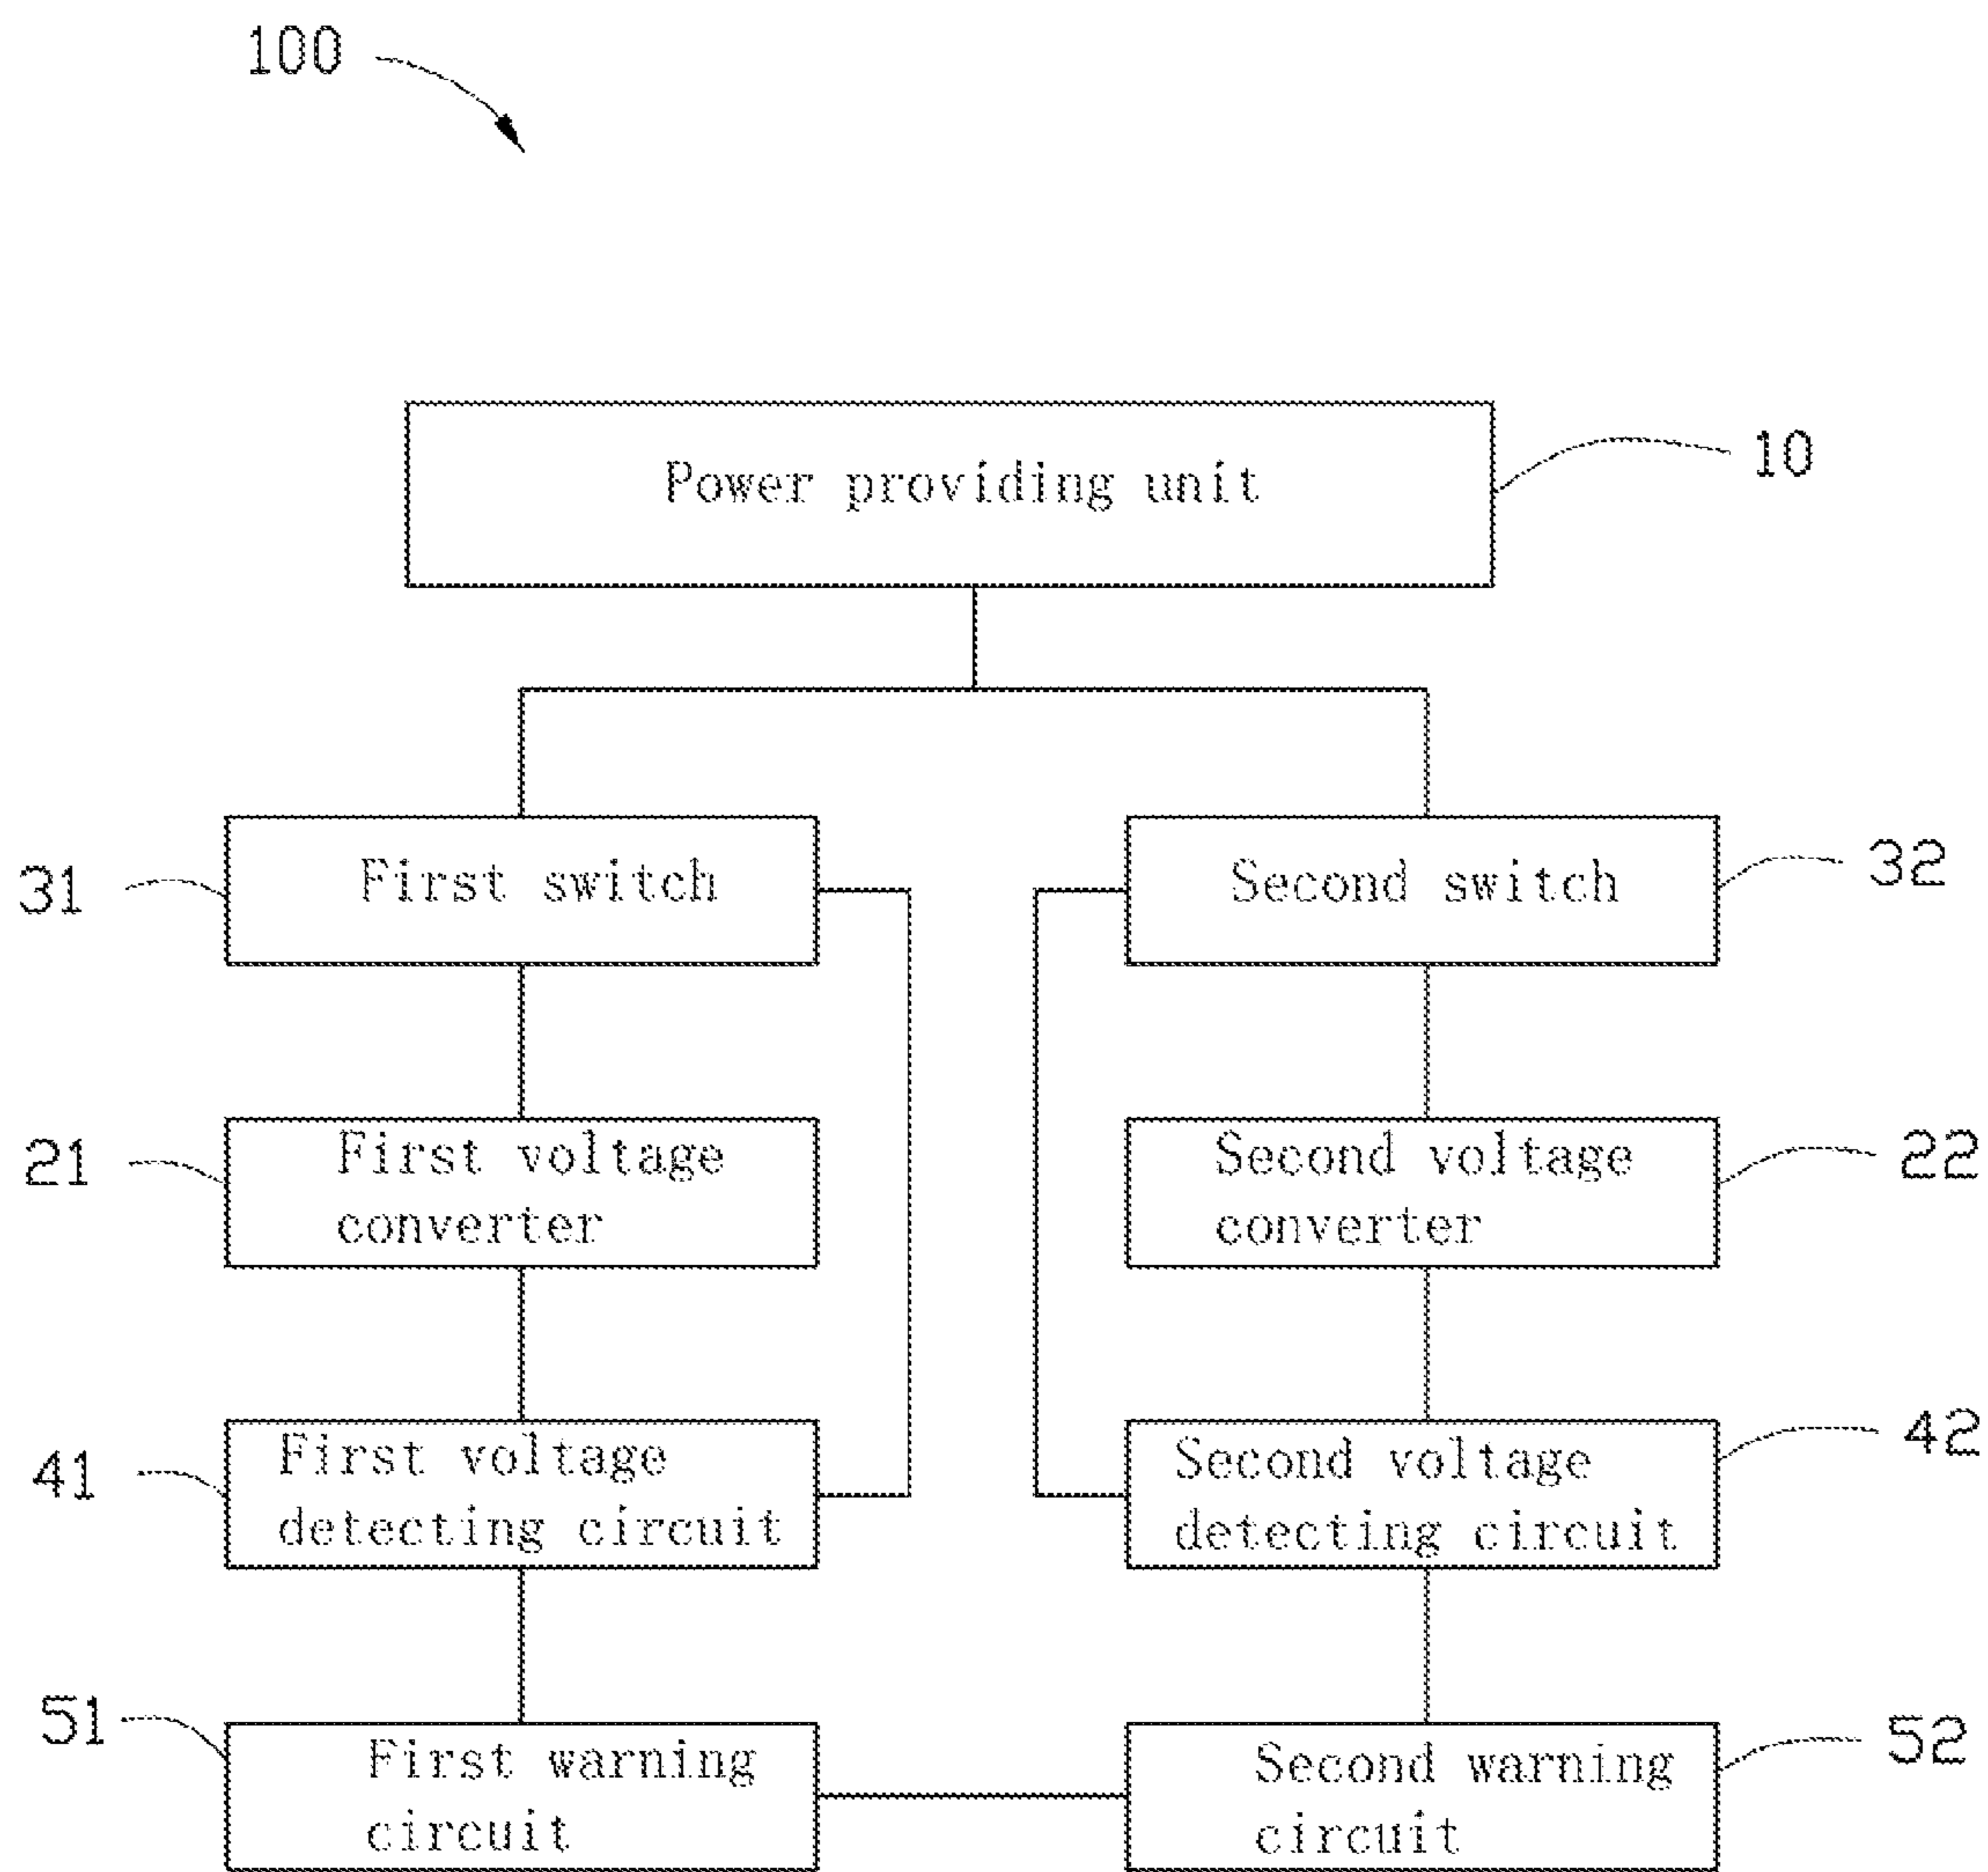 100
Power providing unit
10
31
First switch
Second switch
32
21
First voltage
converter
Second voltage
converter
22
41
First voltage
detecting circuit
Second voltage
detecting circuit
42
51
First warning
circuit
Second warning
circuit
52